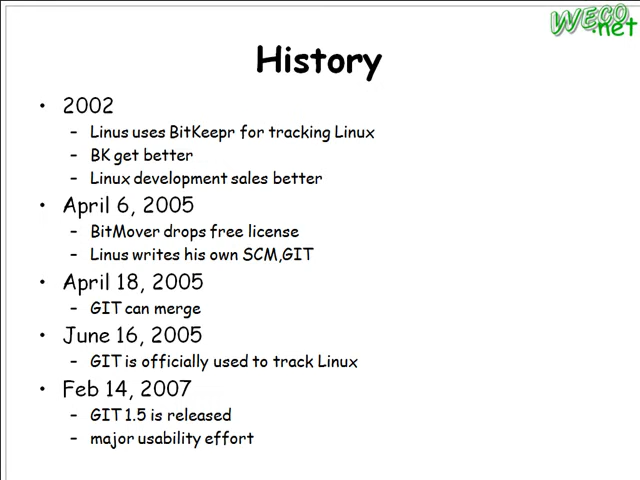 WECO
.net
History
• 2002
– Linus uses BitKeepr for tracking Linux
– BK get better
– Linux development sales better
• April 6, 2005
– BitMover drops free license
– Linus writes his own SCM,GIT
• April 18, 2005
– GIT can merge
• June 16, 2005
– GIT is officially used to track Linux
• Feb 14, 2007
– GIT 1.5 is released
– major usability effort